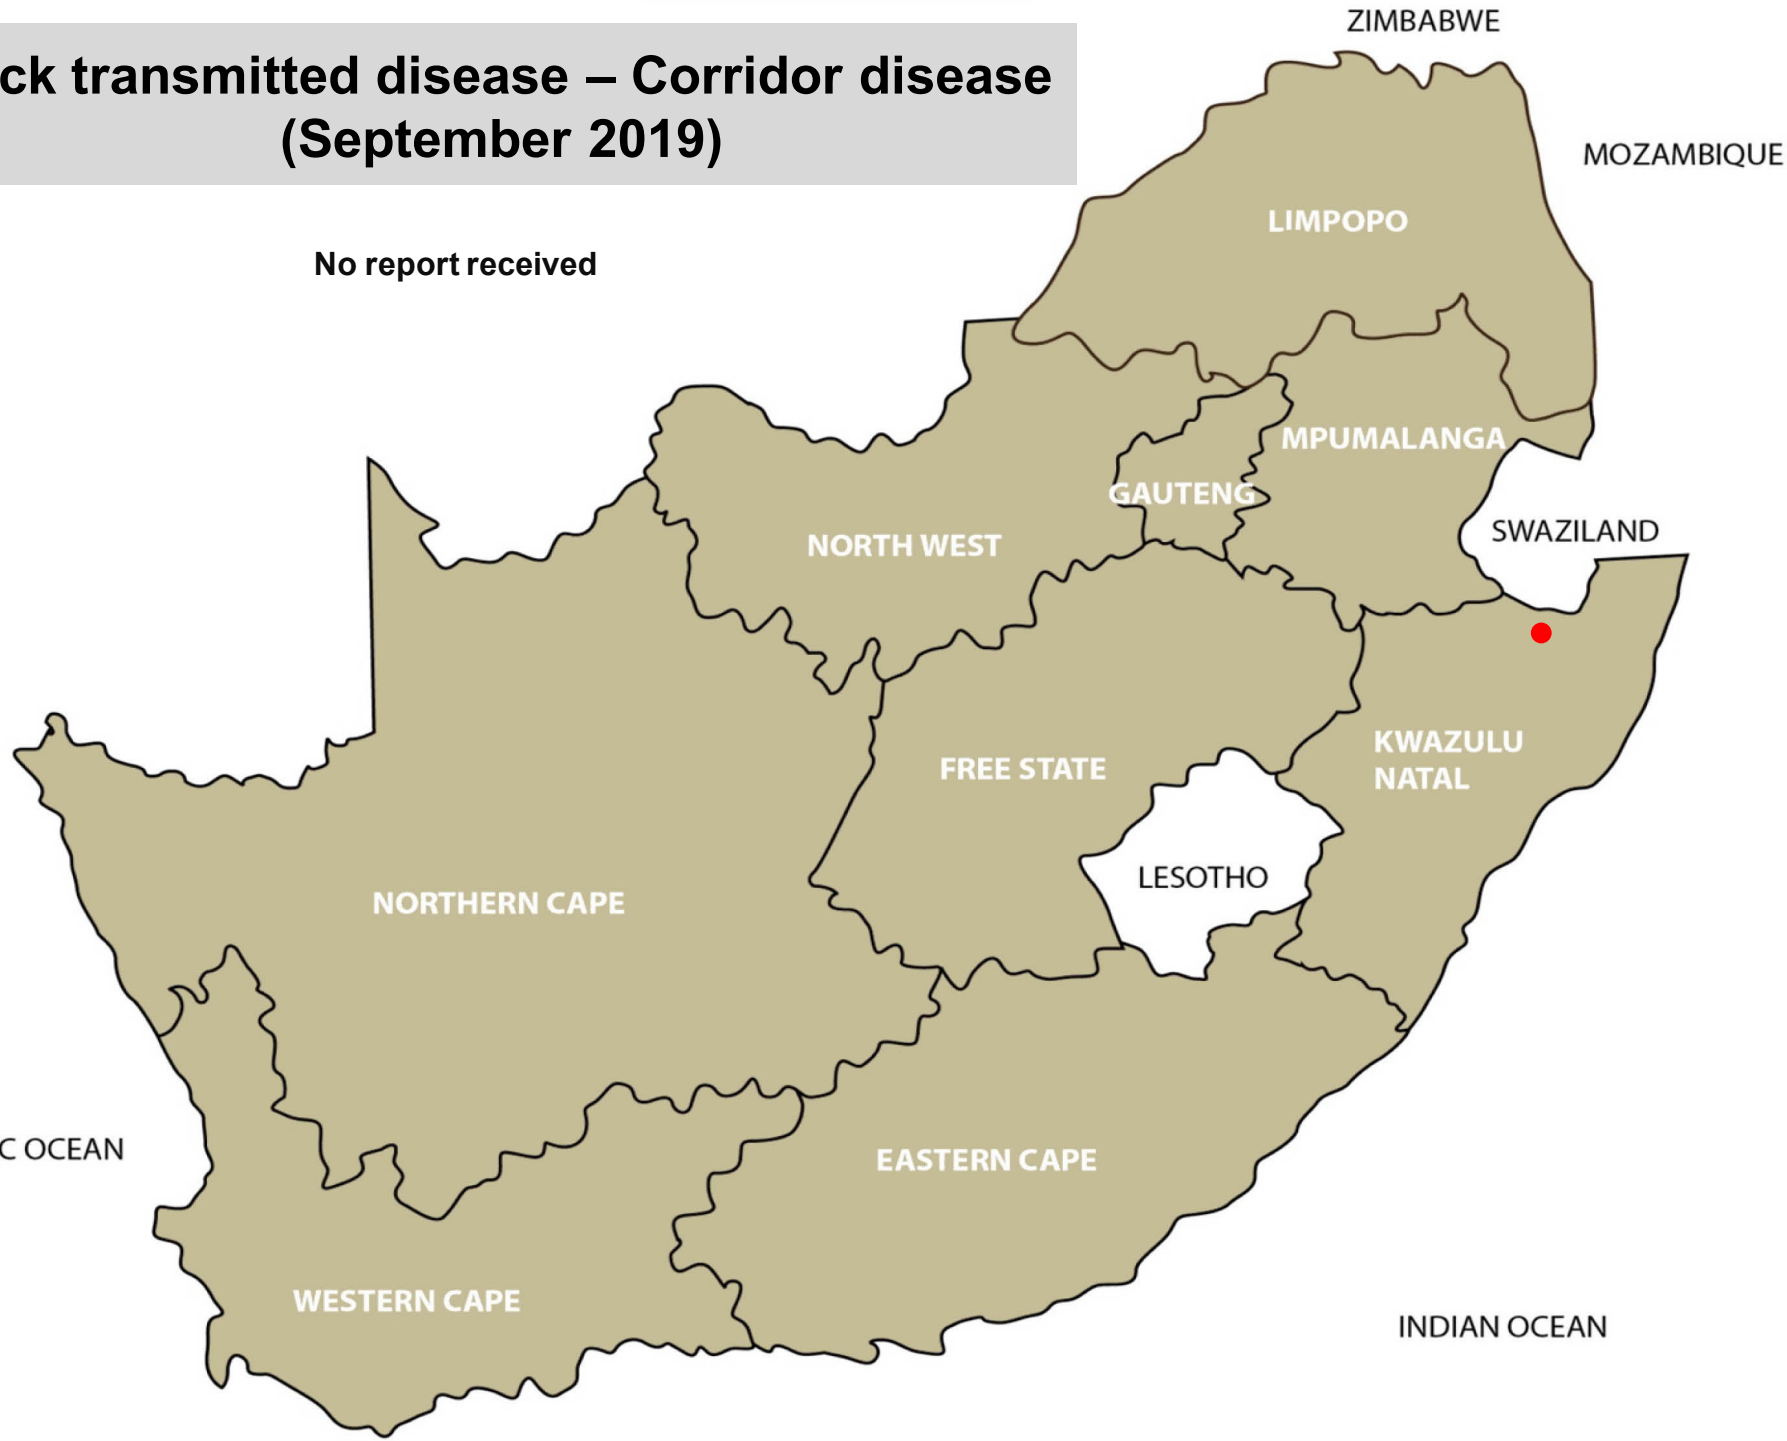 ZIMBABWE
ck transmitted disease – Corridor disease
(September 2019)
MOZAMBIQUE
LIMPOPO
No report received
MPUMALANGA
GAUTENG
SWAZILAND
NORTH WEST
KWAZULU
NATAL
FREE STATE
LESOTHO
NORTHERN CAPE
C OCEAN
EASTERN CAPE
WESTERN CAPE
INDIAN OCEAN